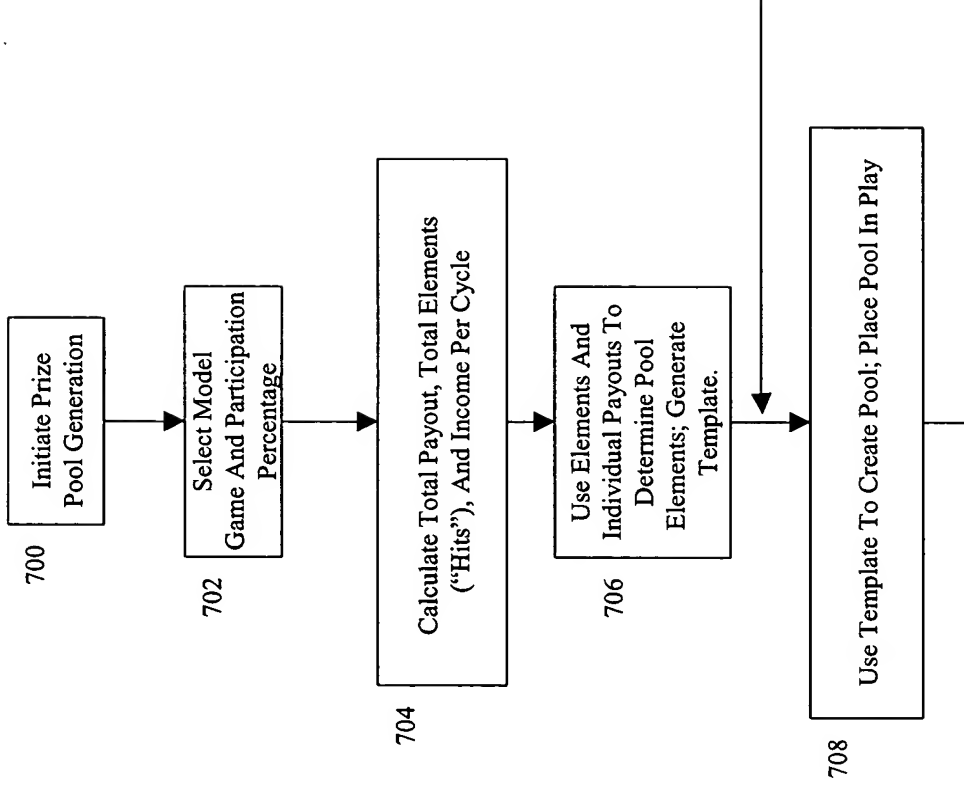 700
Initiate Prize
Pool Generation
702
Select Model
Game And Participation
Percentage
704
Calculate Total Payout, Total Elements
("Hits"), And Income Per Cycle
706
Use Elements And
Individual Payouts To
Determine Pool
Elements; Generate
Template.
708
Use Template To Create Pool; Place Pool In Play